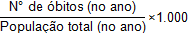 N° de óbitos (no ano)
População total (no ano) ×1.000